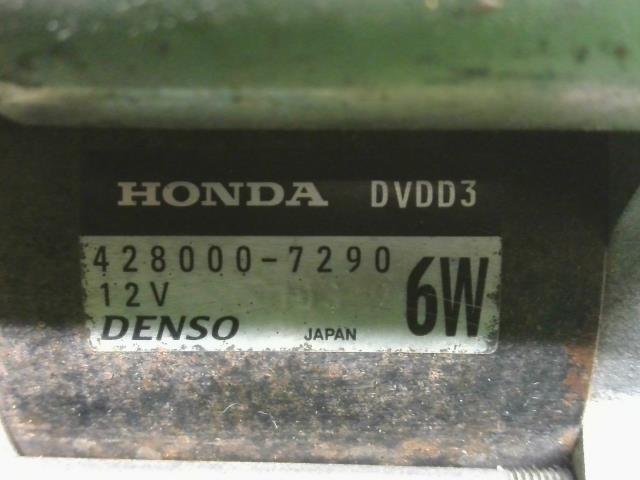 HONDA DVDD3
428000-7290
12V
6W
DENSO JAPAN